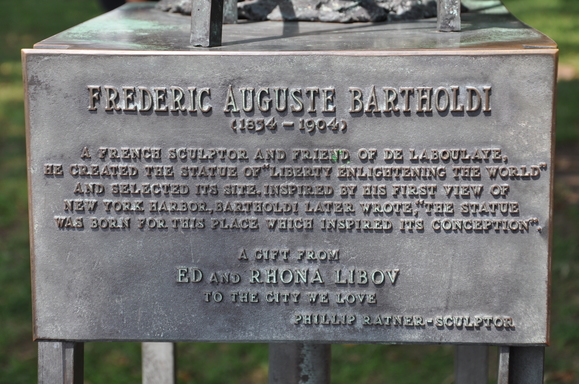 FREDERIC AUGUSTE BARTHOLDI
(1834 - 1904)
A FRENCH SCULPTOR AND FRIEND OF DE LABOULAYE,
HE CREATED THE STATUE OF "LIBERTY ENLIGHTENING THE WORLD"
AND SELECTED ITS SITE. INSPIRED BY HIS FIRST VIEW OF
NEW YORK HARBOR, BARTHOLDI LATER WROTE, "THE STATUE
WAS BORN FOR THIS PLACE WHICH INSPIRED ITS CONCEPTION".
A GIFT FROM
ED AND RHONA LIBOV
TO THE CITY WE LOVE
PHILLIP RATNER-SCULPTOR